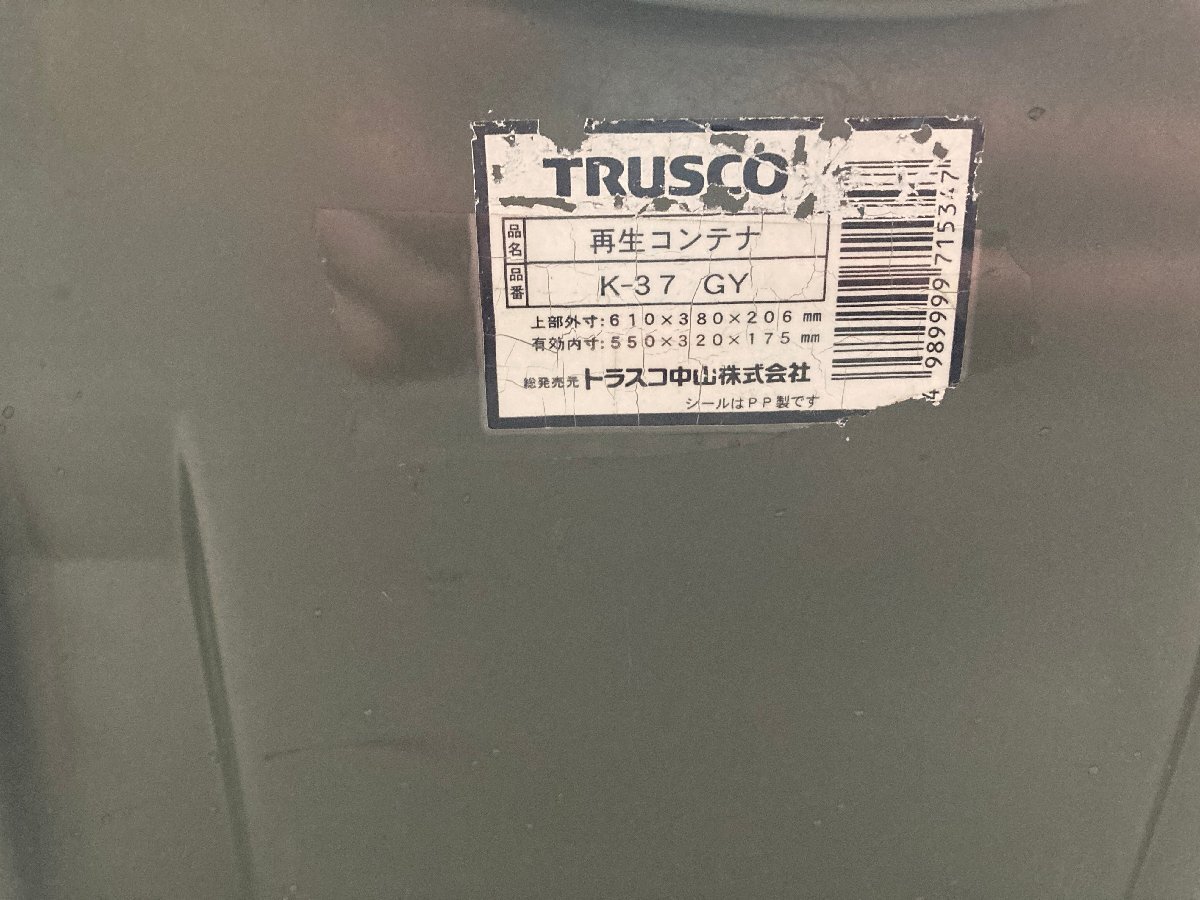 TRUSCO
品名 再生コンテナ
品番 K-37 GY
上部外寸:610×380×206 mm
有効内寸:550×320×175 mm
総発売元 トラスコ中山株式会社
シールはPP製です
4989999715347